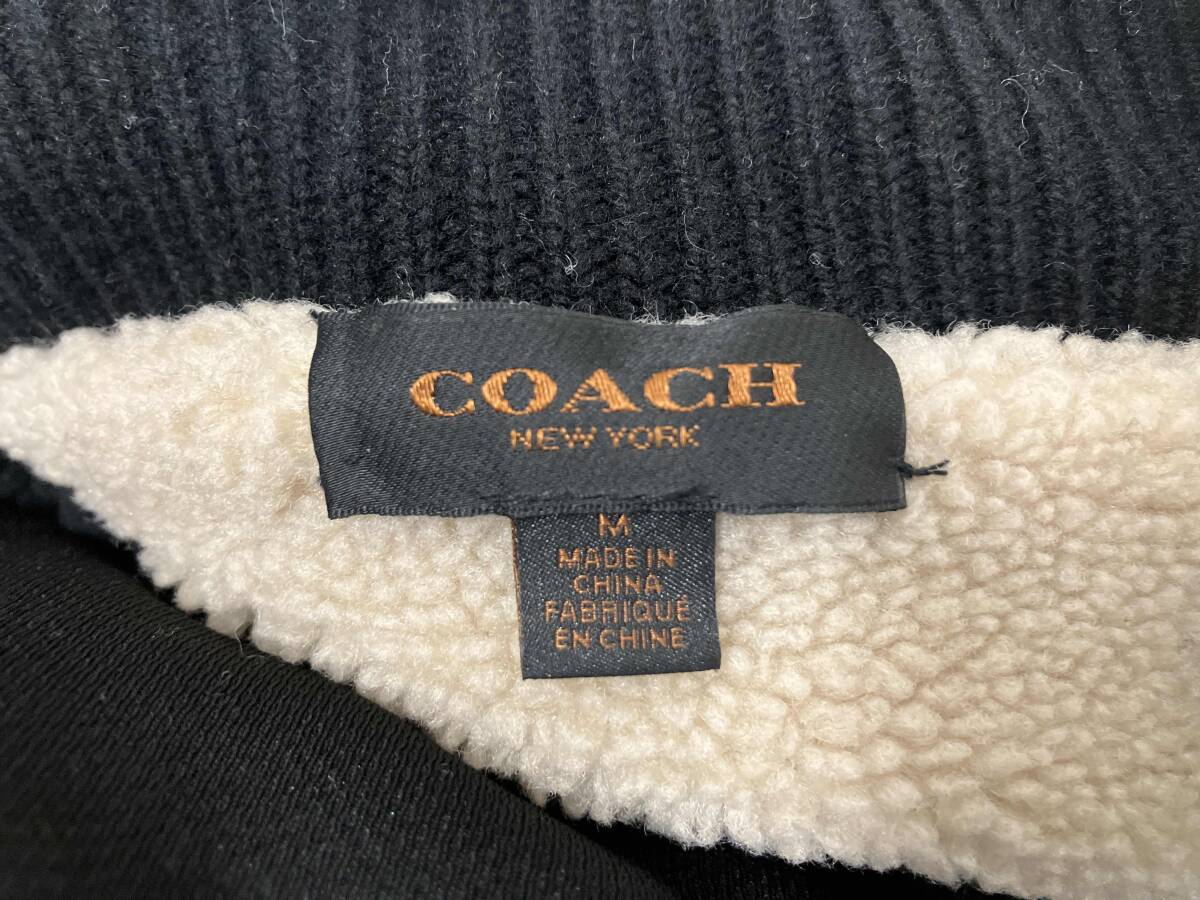 COACH
NEW YORK
M
MADE IN
CHINA
FABRIQUÉ
EN CHINE